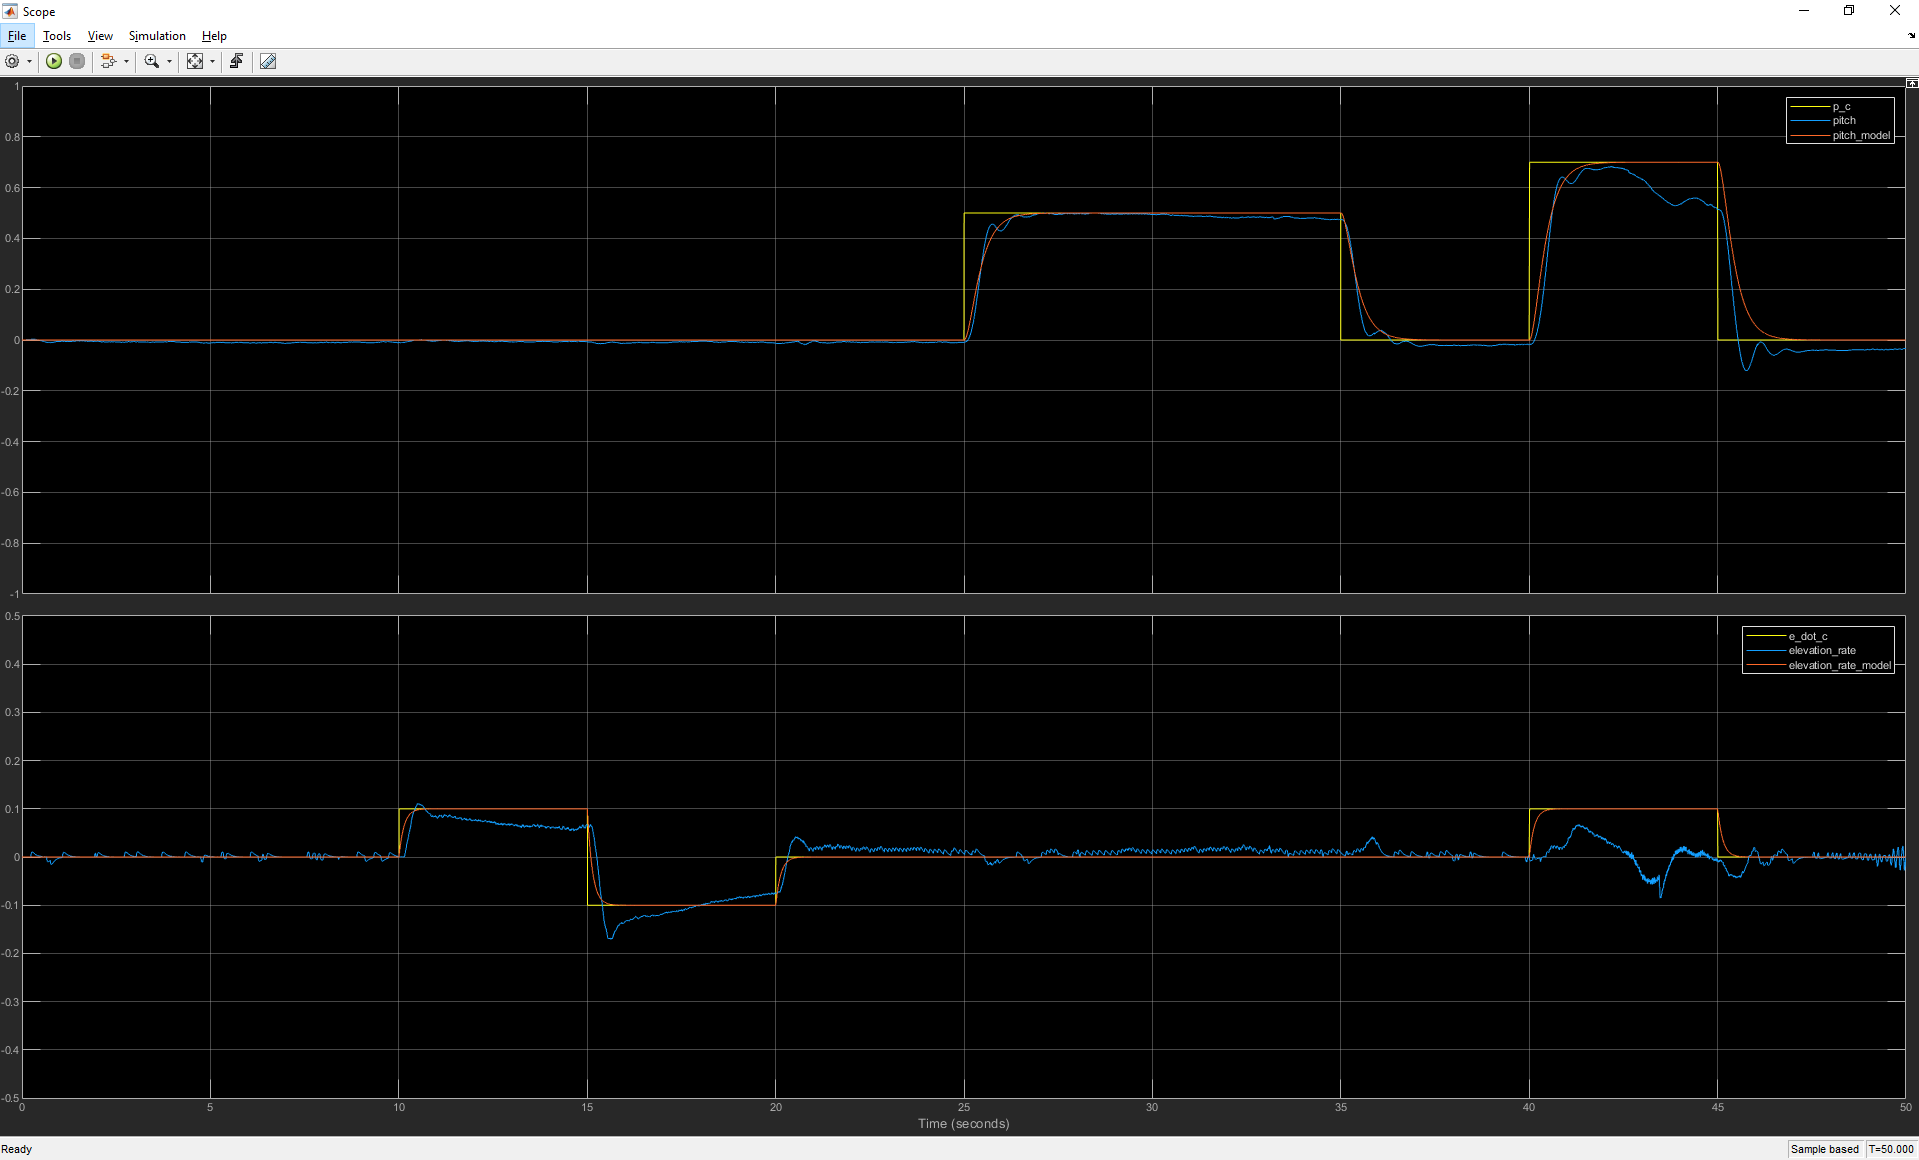 Scope
File Tools View Simulation Help
p_c
pitch
pitch_model
1
0.8
0.6
0.4
0.2
0
-0.2
-0.4
-0.6
-0.8
-1
e_dot_c
elevation_rate
elevation_rate_model
0.5
0.4
0.3
0.2
0.1
0
-0.1
-0.2
-0.3
-0.4
-0.5
0 5 10 15 20 25 30 35 40 45 50
Time (seconds)
Ready Sample based T=50.000